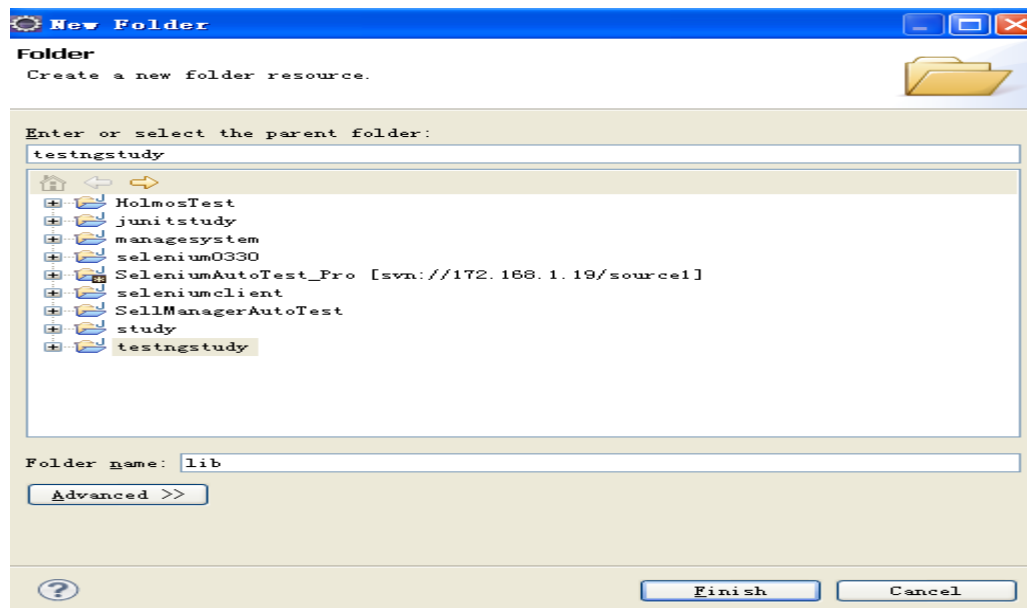 New Folder
Folder
Create a new folder resource.
Enter or select the parent folder:
testngstudy
HolmosTest
junitstudy
managesystem
selenium0330
SeleniumAutoTest_Pro [svn://172.168.1.19/source1]
seleniumclient
SellManagerAutoTest
study
testngstudy
Folder name: lib
Advanced >>
Finish Cancel